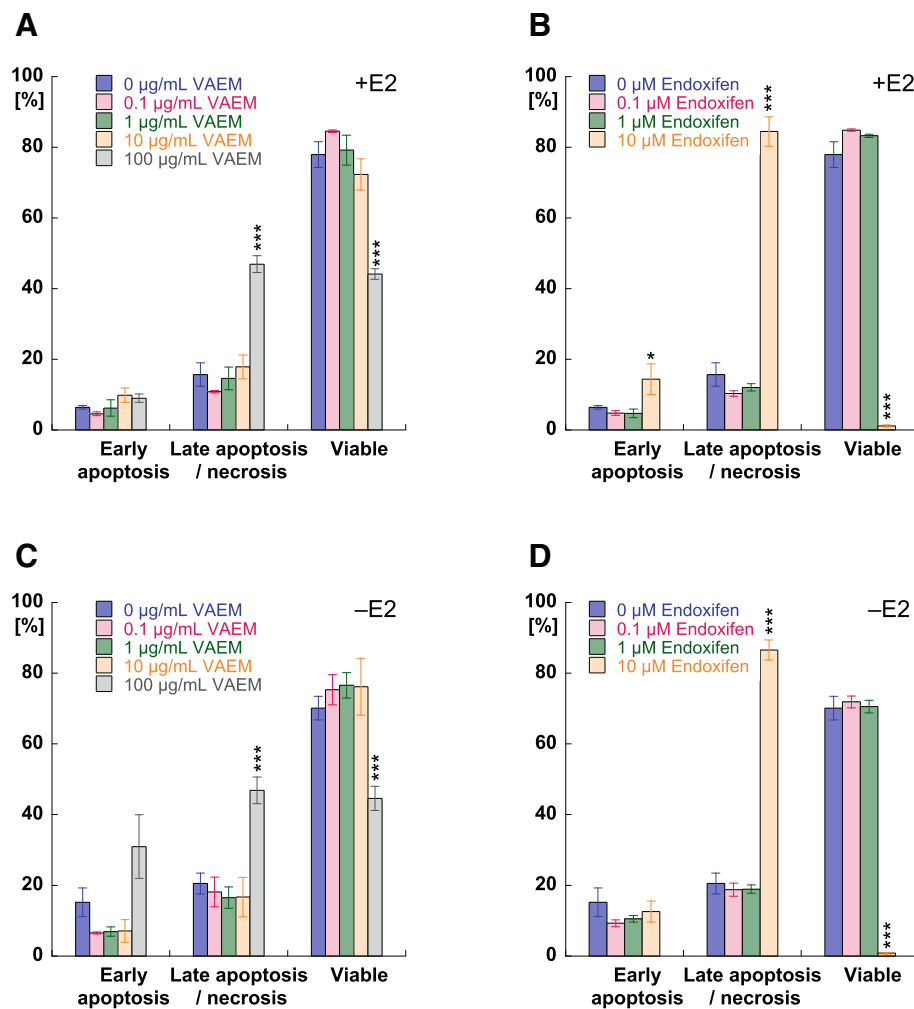 A
100
[%]
80
60
40
20
0
0 µg/mL VAEM
0.1 µg/mL VAEM
1 µg/mL VAEM
10 µg/mL VAEM
100 µg/mL VAEM
+E2
***
***
Early
apoptosis
Late apoptosis
/ necrosis
Viable
B
100
[%]
80
60
40
20
0
0 µM Endoxifen
0.1 µM Endoxifen
1 µM Endoxifen
10 µM Endoxifen
+E2
*
***
***
Early
apoptosis
Late apoptosis
/ necrosis
Viable
C
100
[%]
80
60
40
20
0
0 µg/mL VAEM
0.1 µg/mL VAEM
1 µg/mL VAEM
10 µg/mL VAEM
100 µg/mL VAEM
–E2
***
***
Early
apoptosis
Late apoptosis
/ necrosis
Viable
D
100
[%]
80
60
40
20
0
0 µM Endoxifen
0.1 µM Endoxifen
1 µM Endoxifen
10 µM Endoxifen
–E2
***
***
Early
apoptosis
Late apoptosis
/ necrosis
Viable